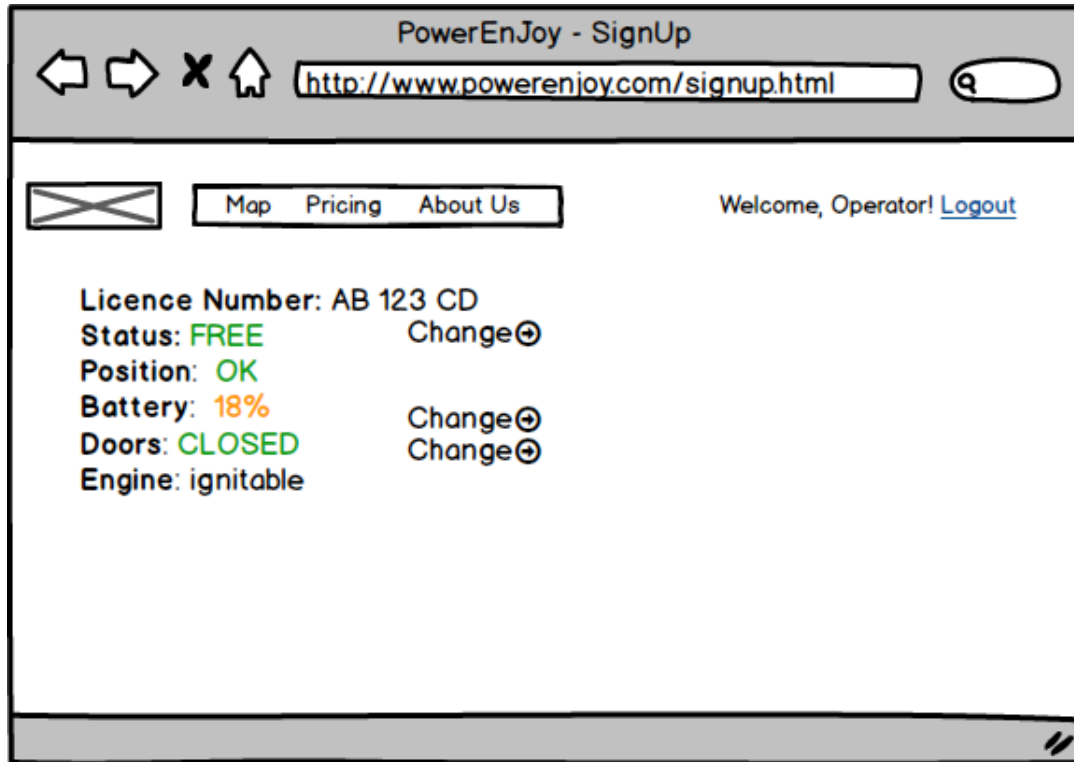 PowerEnJoy - SignUp
http://www.powerenjoy.com/signup.html
Map Pricing About Us
Welcome, Operator! Logout
Licence Number: AB 123 CD
Status: FREE Change
Position: OK
Battery: 18%
Change
Doors: CLOSED Change
Engine: ignitable